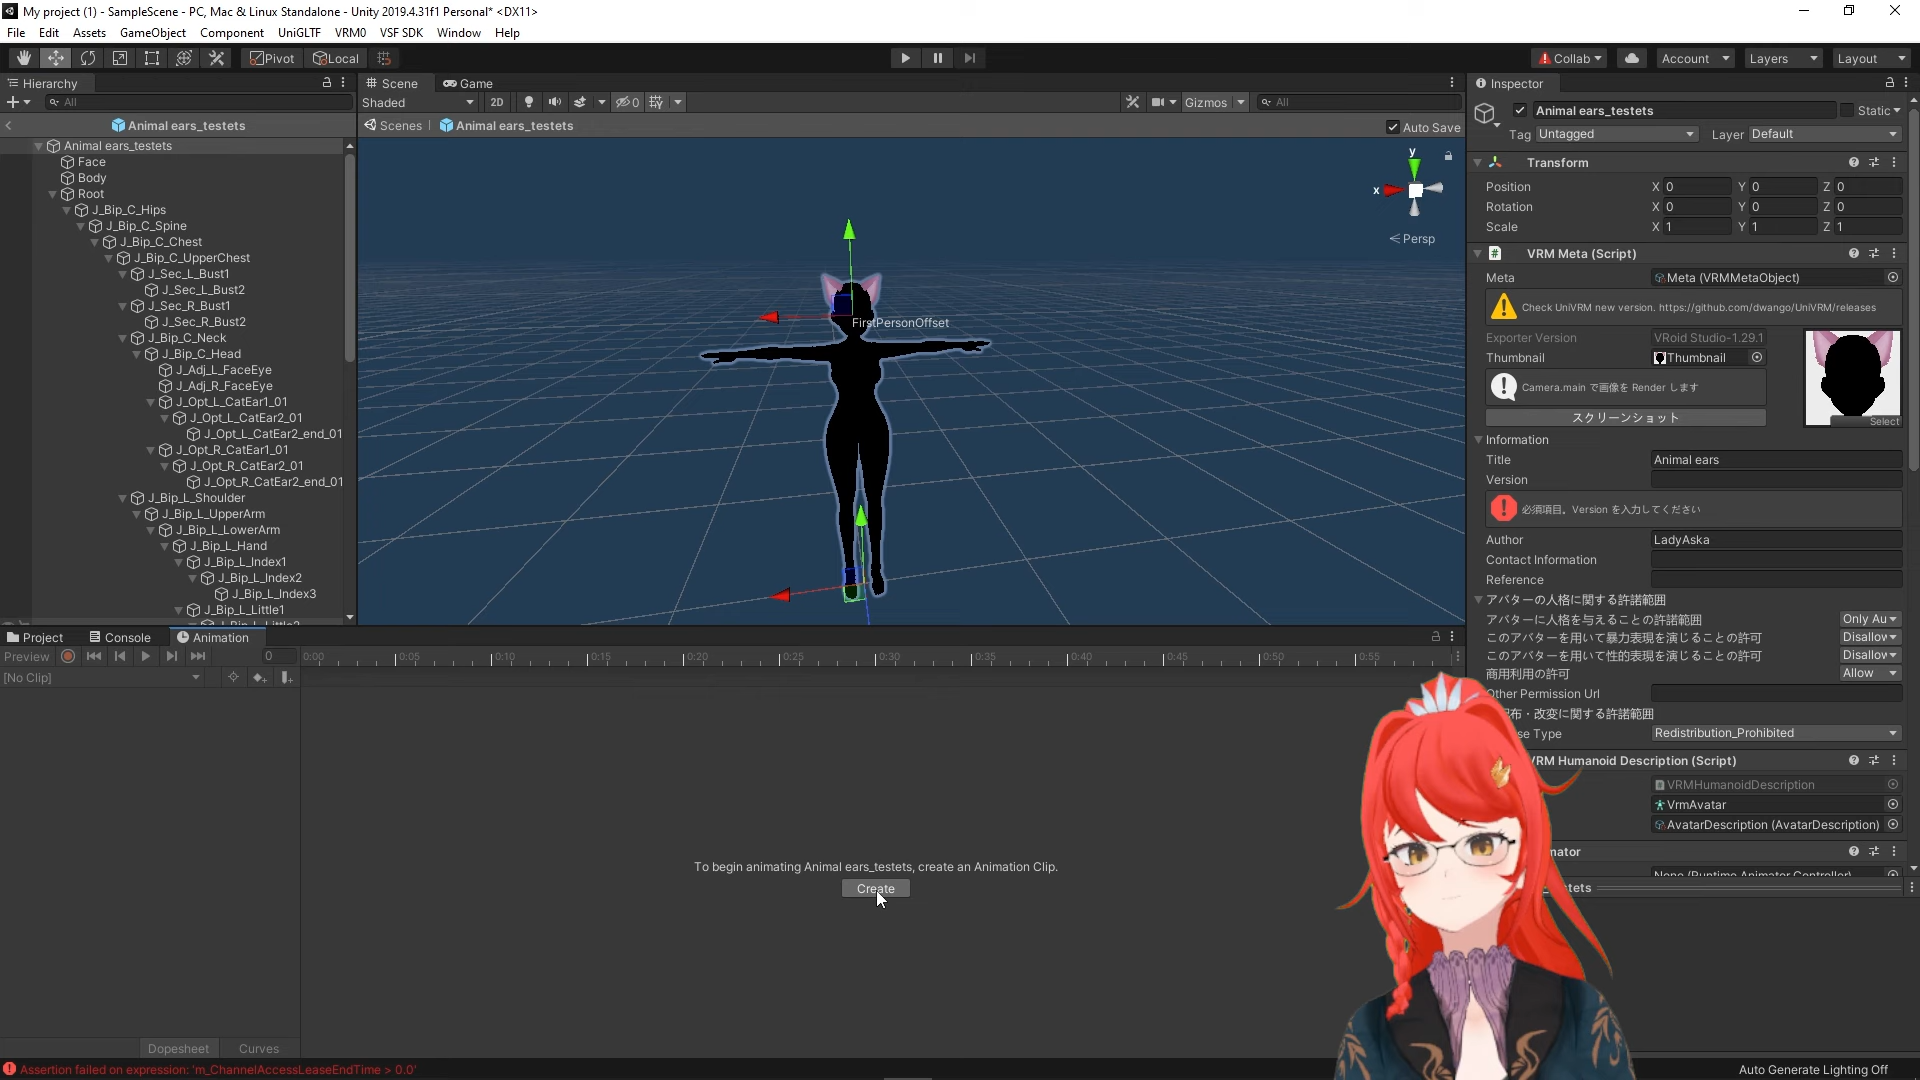 My project (1) - SampleScene - PC, Mac & Linux Standalone - Unity 2019.4.31f1 Personal* <DX11>
File Edit Assets GameObject Component UniGLTF VRM0 VSF SDK Window Help
Pivot Local Collab Account Layers Layout
Hierarchy
All
Animal ears_testets
Animal ears_testets
Face
Body
Root
J_Bip_C_Hips
J_Bip_C_Spine
J_Bip_C_Chest
J_Bip_C_UpperChest
J_Sec_L_Bust1
J_Sec_L_Bust2
J_Sec_R_Bust1
J_Sec_R_Bust2
J_Bip_C_Neck
J_Bip_C_Head
J_Adj_L_FaceEye
J_Adj_R_FaceEye
J_Opt_L_CatEar1_01
J_Opt_L_CatEar2_01
J_Opt_L_CatEar2_end_01
J_Opt_R_CatEar1_01
J_Opt_R_CatEar2_01
J_Opt_R_CatEar2_end_01
J_Bip_L_Shoulder
J_Bip_L_UpperArm
J_Bip_L_LowerArm
J_Bip_L_Hand
J_Bip_L_Index1
J_Bip_L_Index2
J_Bip_L_Index3
J_Bip_L_Little1
Scene Game
Shaded 2D 0 Gizmos All
Scenes Animal ears_testets Auto Save
y
x
Persp
FirstPersonOffset
Project Console Animation
Preview 0 0:00 0:05 0:10 0:15 0:20 0:25 0:30 0:35 0:40 0:45 0:50 0:55
[No Clip]
To begin animating Animal ears_testets, create an Animation Clip.
Create
Dopesheet Curves
Assertion failed on expression: 'm_ChannelAccessLeaseEndTime > 0.0'
Inspector
Animal ears_testets Static
Tag Untagged Layer Default
Transform
Position X 0 Y 0 Z 0
Rotation X 0 Y 0 Z 0
Scale X 1 Y 1 Z 1
VRM Meta (Script)
Meta Meta (VRMMetaObject)
Check UniVRM new version. https://github.com/dwango/UniVRM/releases
Exporter Version VRoid Studio-1.29.1
Thumbnail Thumbnail
Camera.main で画像を Render します
スクリーンショット
Select
Information
Title Animal ears
Version
必須項目。Version を入力してください
Author LadyAska
Contact Information
Reference
アバターの人格に関する許諾範囲
アバターに人格を与えることの許諾範囲 Only Au
このアバターを用いて暴力表現を演じることの許可 Disallow
このアバターを用いて性的表現を演じることの許可 Disallow
商用利用の許可 Allow
Other Permission Url
布・改変に関する許諾範囲
se Type Redistribution_Prohibited
VRM Humanoid Description (Script)
VRMHumanoidDescription
VrmAvatar
AvatarDescription (AvatarDescription)
mator
None (Runtime Animator Controller)
tets
Auto Generate Lighting Off